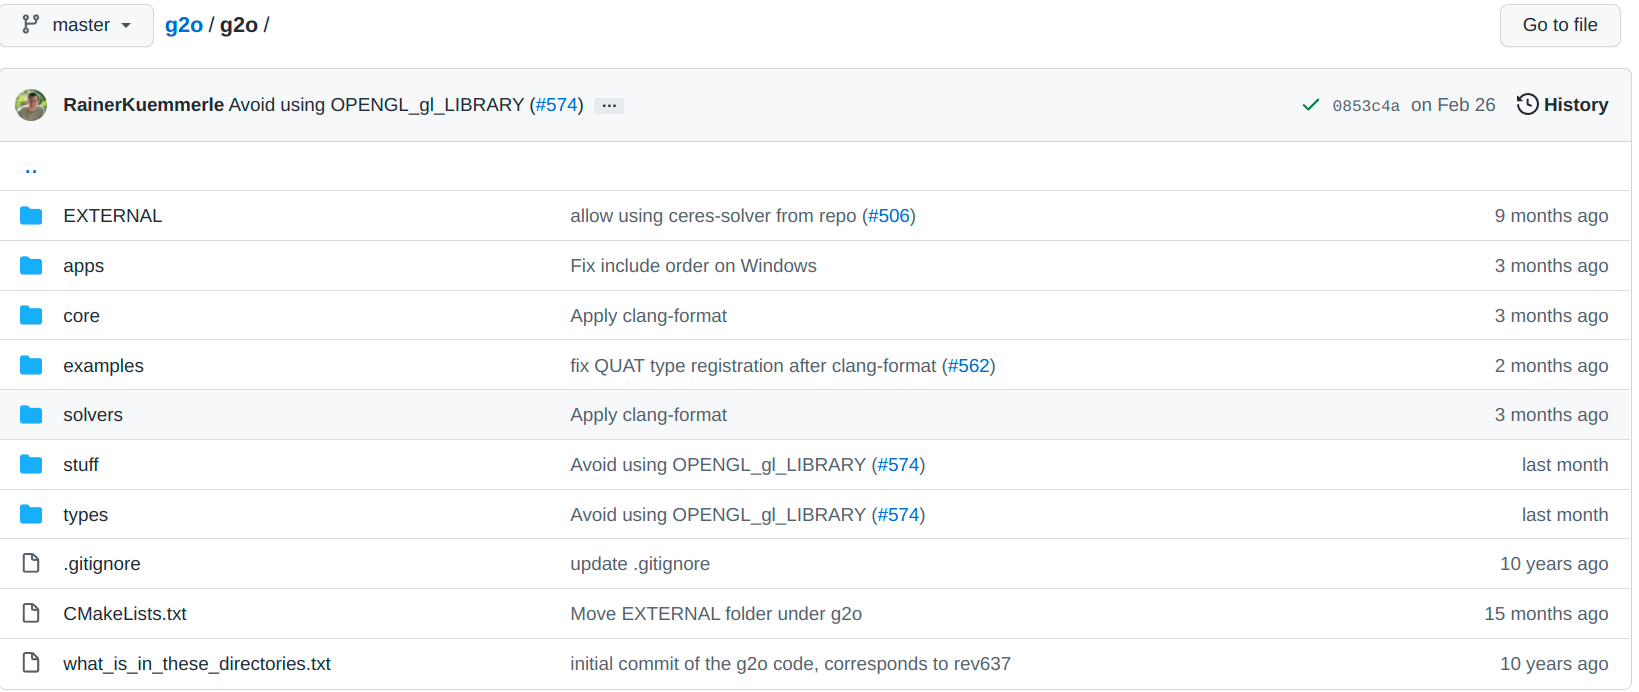 master g2o / g2o / Go to file
RainerKuemmerle Avoid using OPENGL_gl_LIBRARY (#574) ... 0853c4a on Feb 26 History
..
EXTERNAL allow using ceres-solver from repo (#506) 9 months ago
apps Fix include order on Windows 3 months ago
core Apply clang-format 3 months ago
examples fix QUAT type registration after clang-format (#562) 2 months ago
solvers Apply clang-format 3 months ago
stuff Avoid using OPENGL_gl_LIBRARY (#574) last month
types Avoid using OPENGL_gl_LIBRARY (#574) last month
.gitignore update .gitignore 10 years ago
CMakeLists.txt Move EXTERNAL folder under g2o 15 months ago
what_is_in_these_directories.txt initial commit of the g2o code, corresponds to rev637 10 years ago